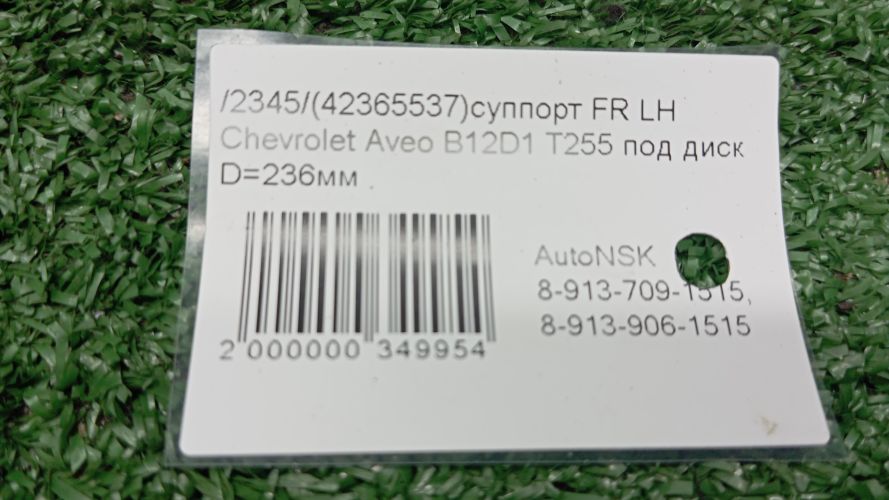 /2345/(42365537)суппорт FR LH
Chevrolet Aveo B12D1 T255 под диск
D=236мм
AutoNSK
8-913-709-1515,
8-913-906-1515
2 000000 349954